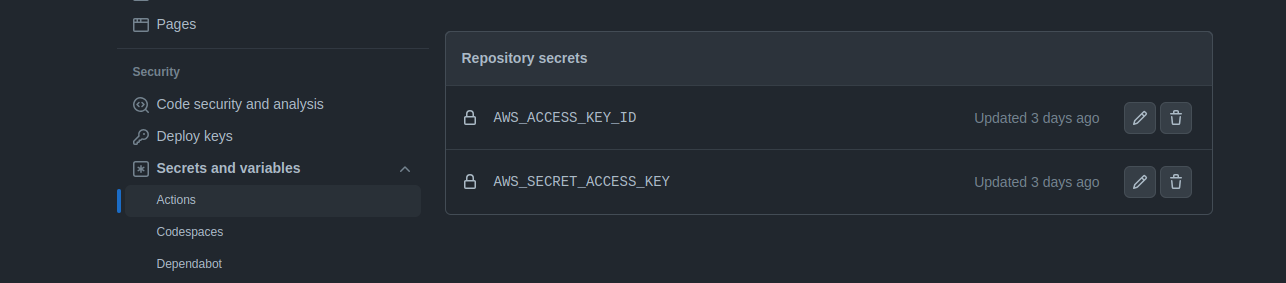 Pages
Security
Code security and analysis
Deploy keys
Secrets and variables
Actions
Codespaces
Dependabot
Repository secrets
AWS_ACCESS_KEY_ID Updated 3 days ago
AWS_SECRET_ACCESS_KEY Updated 3 days ago